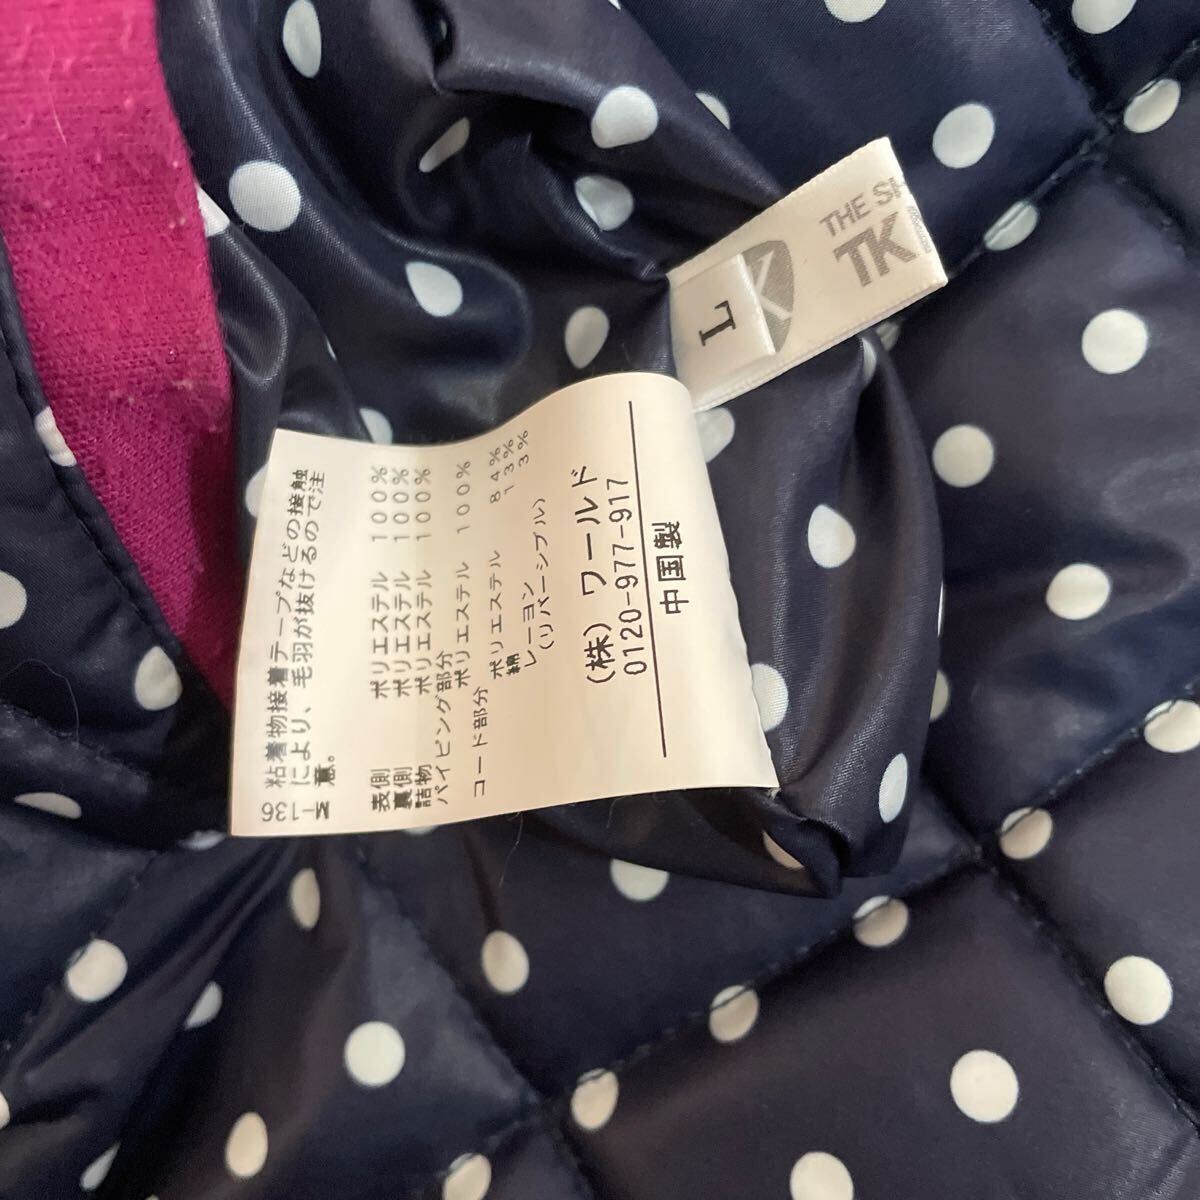 THE SH
TK
L
粘着物接着テープなどの接触
により、毛羽が抜けるので注
意。
表側 ポリエステル 100%
裏側 ポリエステル 100%
詰物 ポリエステル 100%
パイピング部分
ポリエステル 100%
コード部分
ポリエステル 84%
綿 13%
レーヨン 3%
(リバーシブル)
(株)ワールド
0120-977-917
中国製